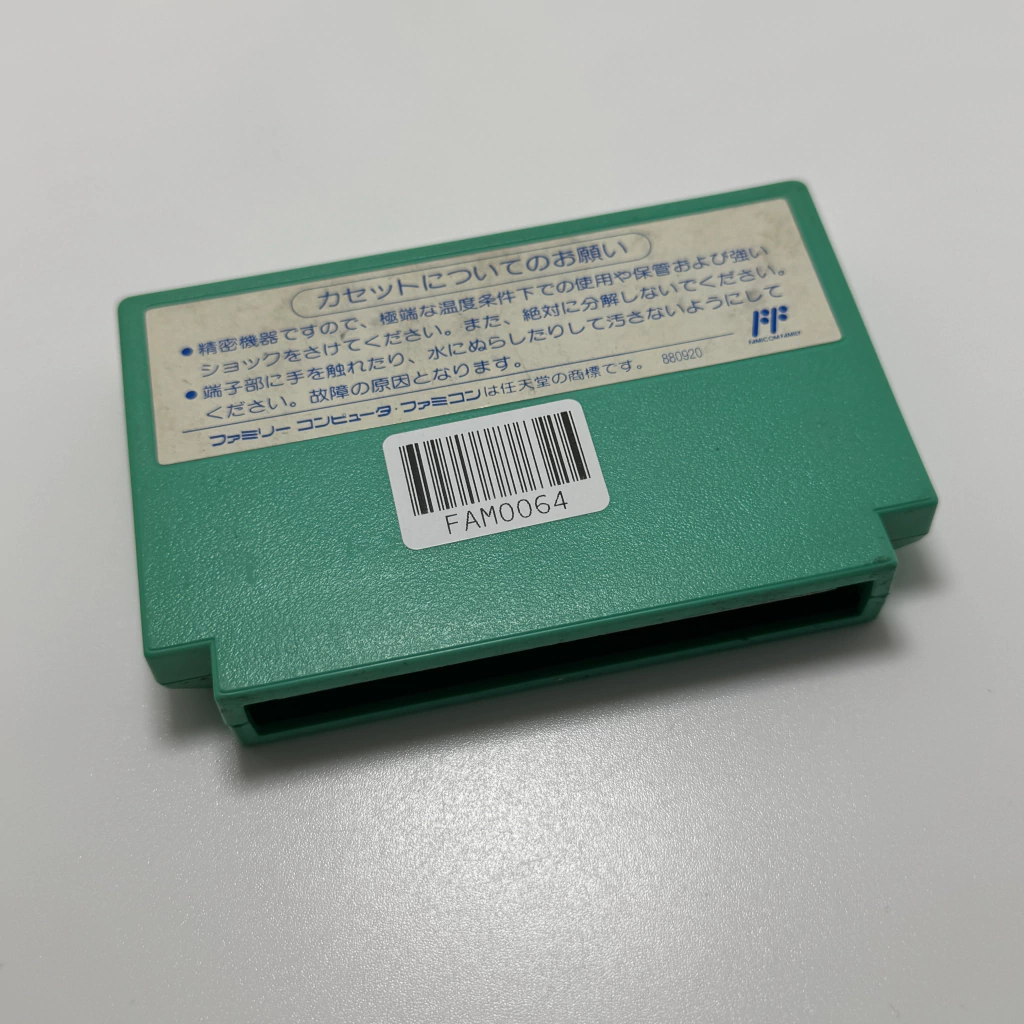 カセットについてのお願い
●精密機器ですので、極端な温度条件下での使用や保管および強い
ショックをさけてください。また、絶対に分解しないでください。
●端子部に手を触れたり、水にぬらしたりして汚さないようにして
ください。故障の原因となります。
ファミリー コンピュータ・ファミコンは任天堂の商標です。 880920
FF
FAMICOM FAMILY
FAM0064